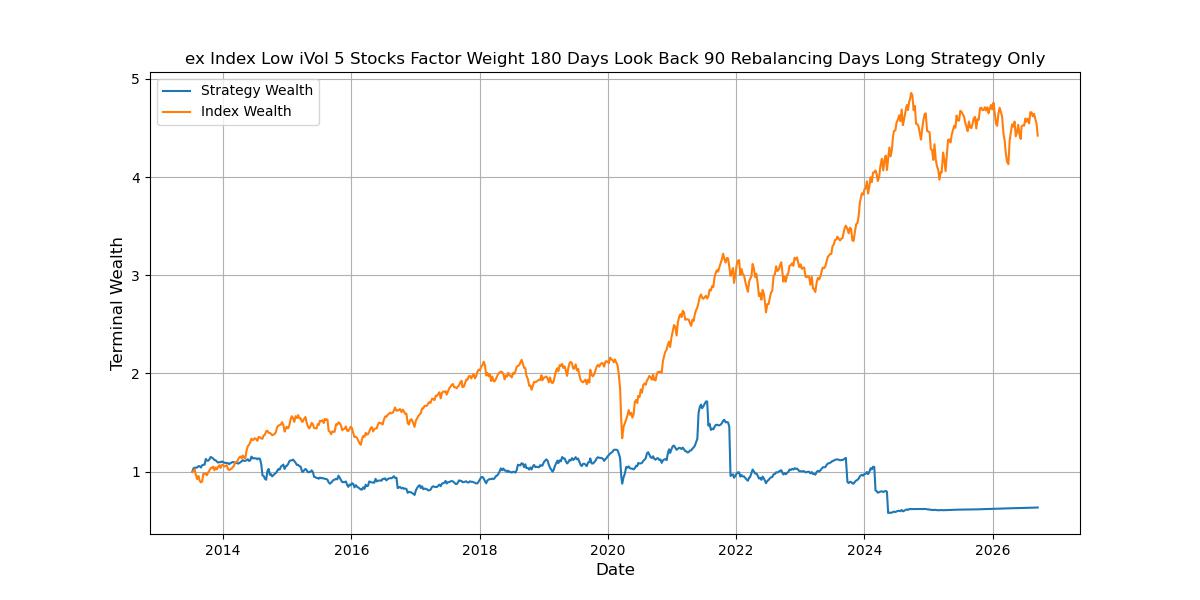 ex Index Low iVol 5 Stocks Factor Weight 180 Days Look Back 90 Rebalancing Days Long Strategy Only
Strategy Wealth
Index Wealth
Terminal Wealth
5
4
3
2
1
2014 2016 2018 2020 2022 2024 2026
Date